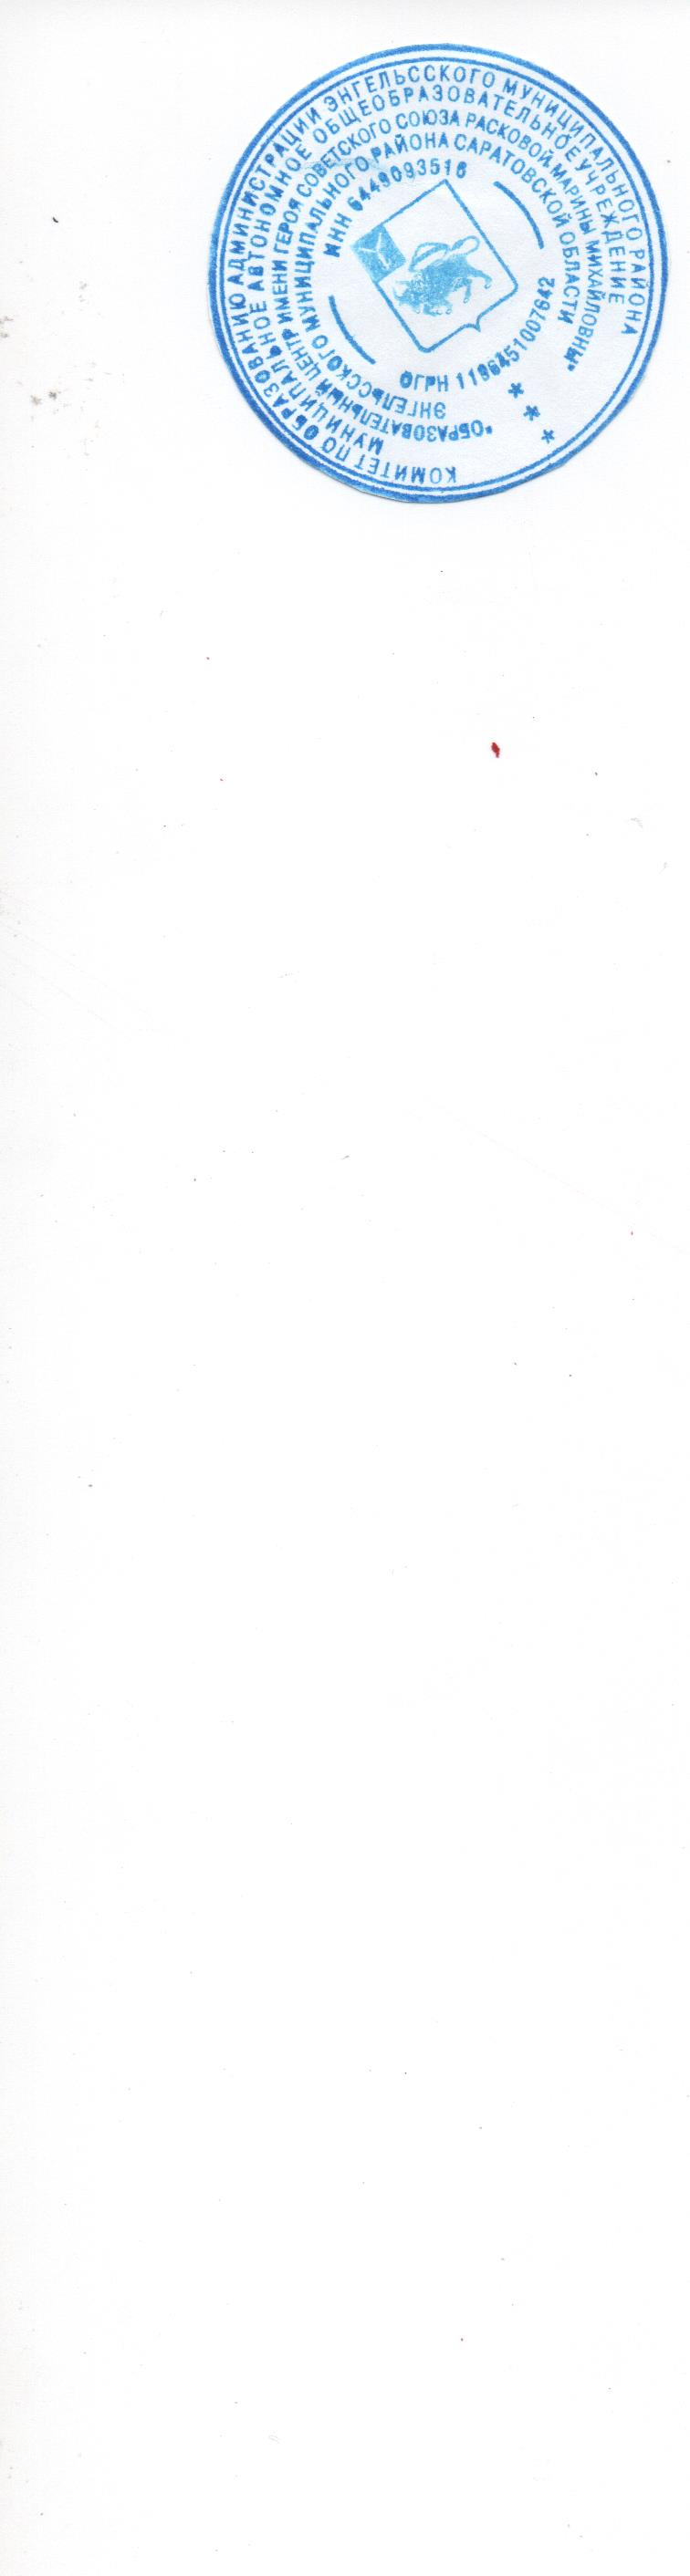 КОМИТЕТ ПО ОБРАЗОВАНИЮ АДМИНИСТРАЦИИ ЭНГЕЛЬССКОГО МУНИЦИПАЛЬНОГО РАЙОНА
МУНИЦИПАЛЬНОЕ АВТОНОМНОЕ ОБЩЕОБРАЗОВАТЕЛЬНОЕ УЧРЕЖДЕНИЕ
"ОБРАЗОВАТЕЛЬНЫЙ ЦЕНТР ИМЕНИ ГЕРОЯ СОВЕТСКОГО СОЮЗА РАСКОВОЙ МАРИНЫ МИХАЙЛОВНЫ"
ЭНГЕЛЬССКОГО МУНИЦИПАЛЬНОГО РАЙОНА САРАТОВСКОЙ ОБЛАСТИ
ИНН 6449093516
ОГРН 1196451007642